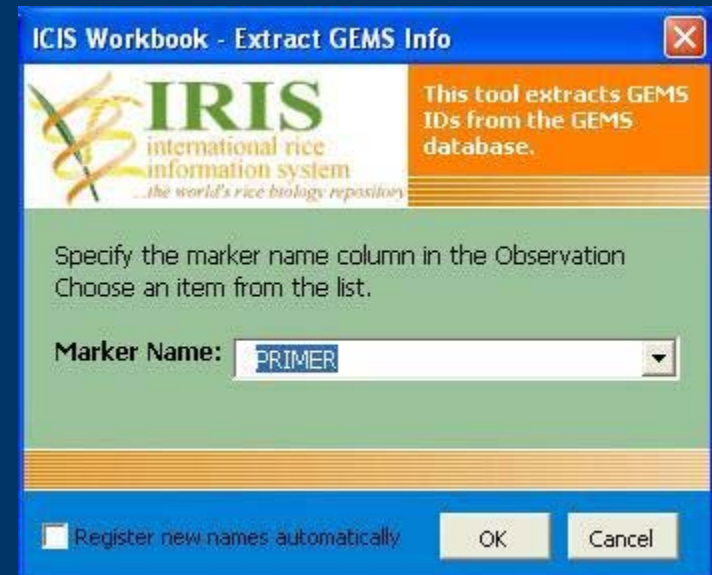 ICIS Workbook - Extract GEMS Info
IRIS
international rice
information system
...the world's rice biology repository
This tool extracts GEMS
IDs from the GEMS
database.
Specify the marker name column in the Observation
Choose an item from the list.
Marker Name: PRIMER
Register new names automatically
OK Cancel